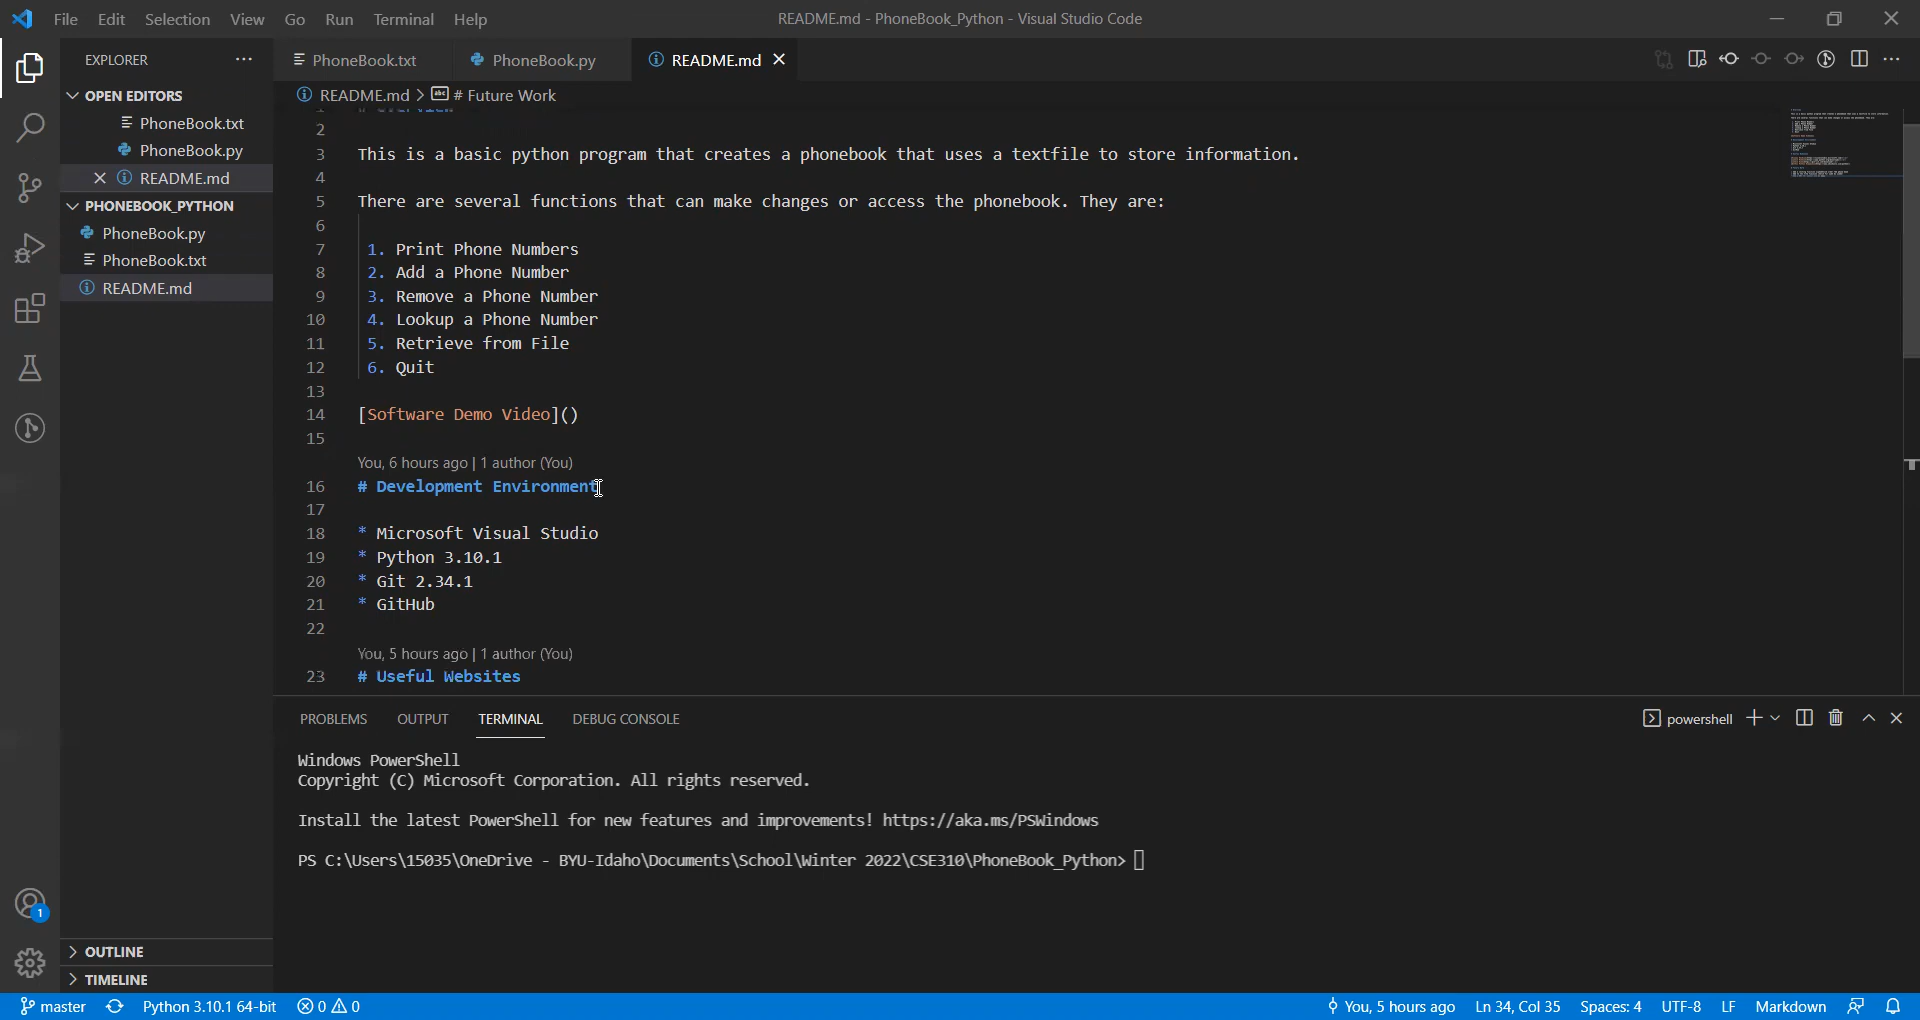 File Edit Selection View Go Run Terminal Help
README.md - PhoneBook_Python - Visual Studio Code
EXPLORER
OPEN EDITORS
PhoneBook.txt
PhoneBook.py
README.md
PHONEBOOK_PYTHON
PhoneBook.py
PhoneBook.txt
README.md
OUTLINE
TIMELINE
1
PhoneBook.txt PhoneBook.py README.md
README.md > # Future Work
1 # Overview
2
3 This is a basic python program that creates a phonebook that uses a textfile to store information.
4
5 There are several functions that can make changes or access the phonebook. They are:
6
7 1. Print Phone Numbers
8 2. Add a Phone Number
9 3. Remove a Phone Number
10 4. Lookup a Phone Number
11 5. Retrieve from File
12 6. Quit
13
14 [Software Demo Video]()
15
You, 6 hours ago | 1 author (You)
16 # Development Environment
17
18 * Microsoft Visual Studio
19 * Python 3.10.1
20 * Git 2.34.1
21 * GitHub
22
You, 5 hours ago | 1 author (You)
23 # Useful Websites
PROBLEMS OUTPUT TERMINAL DEBUG CONSOLE
powershell
Windows PowerShell
Copyright (C) Microsoft Corporation. All rights reserved.
Install the latest PowerShell for new features and improvements! https://aka.ms/PSWindows
PS C:\Users\15035\OneDrive - BYU-Idaho\Documents\School\Winter 2022\CSE310\PhoneBook_Python>
master Python 3.10.1 64-bit 0 0
You, 5 hours ago Ln 34, Col 35 Spaces: 4 UTF-8 LF Markdown